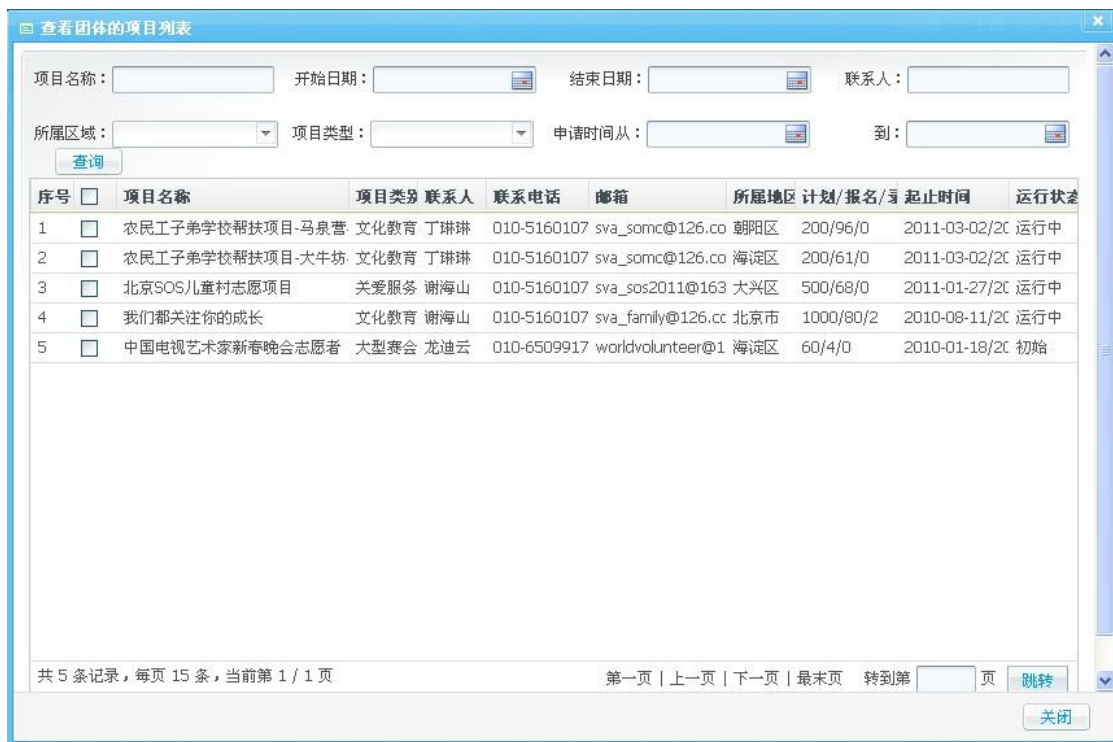 查看团体的项目列表
项目名称： 开始日期： 结束日期： 联系人：
所属区域： 项目类型： 申请时间从： 到：
查询
序号 项目名称 项目类别 联系人 联系电话 邮箱 所属地区 计划/报名/ 起止时间 运行状态
1 农民工子弟学校帮扶项目-马泉营 文化教育 丁琳琳 010-5160107 sva_somc@126.co 朝阳区 200/96/0 2011-03-02/20 运行中
2 农民工子弟学校帮扶项目-大牛坊 文化教育 丁琳琳 010-5160107 sva_somc@126.co 海淀区 200/61/0 2011-03-02/20 运行中
3 北京SOS儿童村志愿项目 关爱服务 谢海山 010-5160107 sva_sos2011@163 大兴区 500/68/0 2011-01-27/20 运行中
4 我们都关注你的成长 文化教育 谢海山 010-5160107 sva_family@126.cc 北京市 1000/80/2 2010-08-11/20 运行中
5 中国电视艺术家新春晚会志愿者 大型赛会 龙迪云 010-6509917 worldvolunteer@1 海淀区 60/4/0 2010-01-18/20 初始
共 5 条记录，每页 15 条，当前第 1 / 1 页 第一页 | 上一页 | 下一页 | 最末页 转到第 页 跳转
关闭